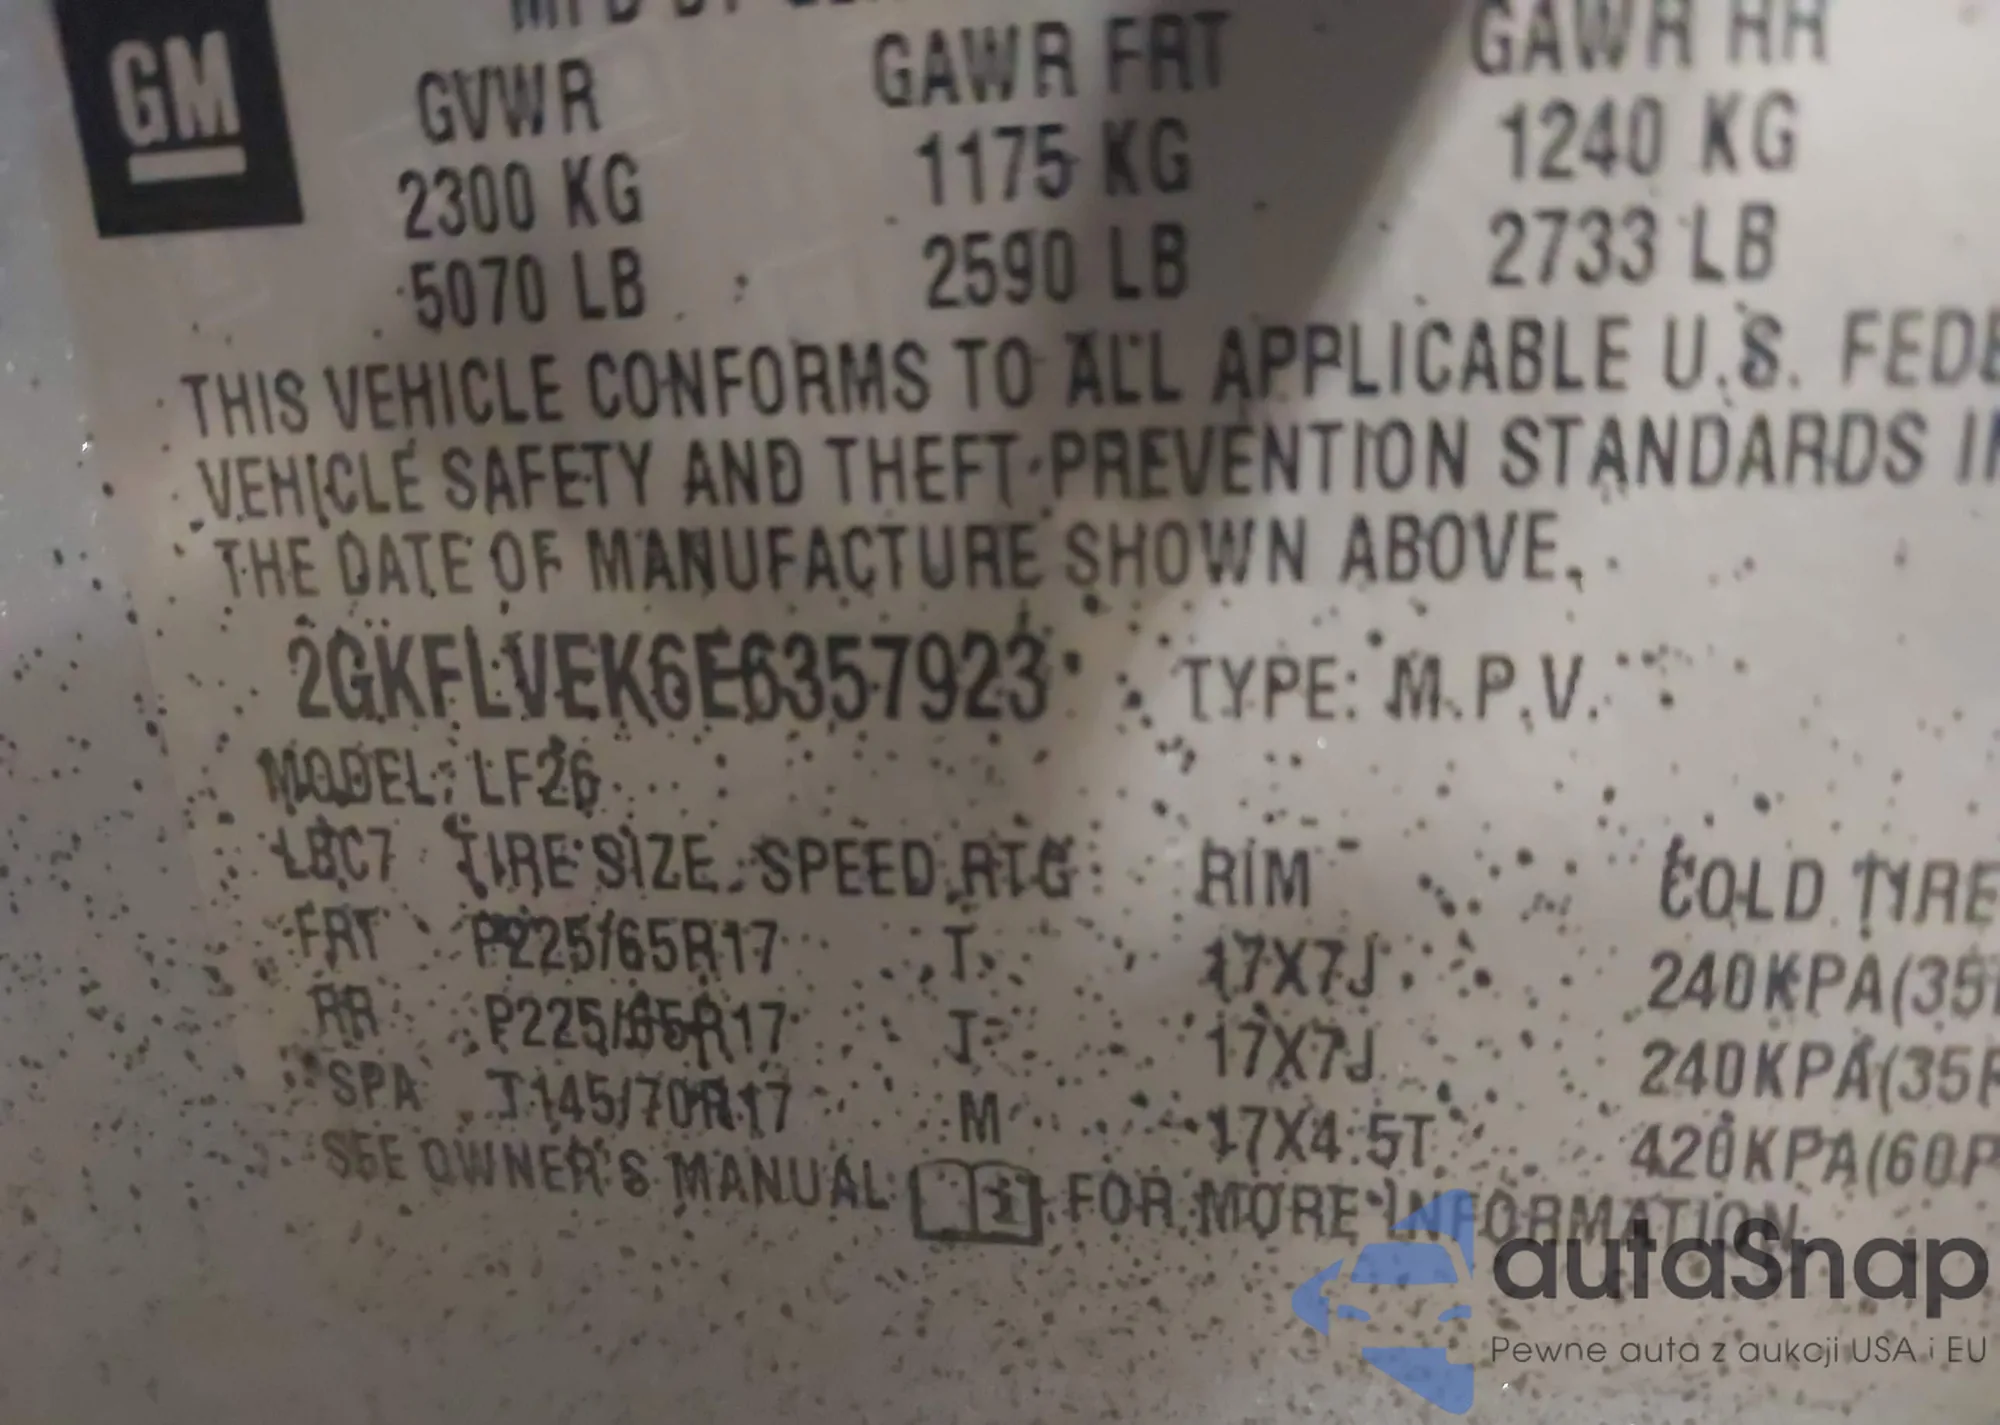 GM
GVWR GAWR FRT GAWR RR
2300 KG 1175 KG 1240 KG
5070 LB 2590 LB 2733 LB
THIS VEHICLE CONFORMS TO ALL APPLICABLE U.S. FEDE
VEHICLE SAFETY AND THEFT PREVENTION STANDARDS IN
THE DATE OF MANUFACTURE SHOWN ABOVE.
2GKFLVEK6E6357923 TYPE: M.P.V.
MODEL: LF26
TIRE SIZE SPEED RTG RIM COLD TIRE
FRT P225/65R17 T 17X7J 240KPA(35
RR P225/65R17 T 17X7J 240KPA(35P
SPA T145/70R17 M 17X4.5T 420KPA(60P
SEE OWNER'S MANUAL FOR MORE INFORMATION
autaSnap
Pewne auta z aukcji USA i EU